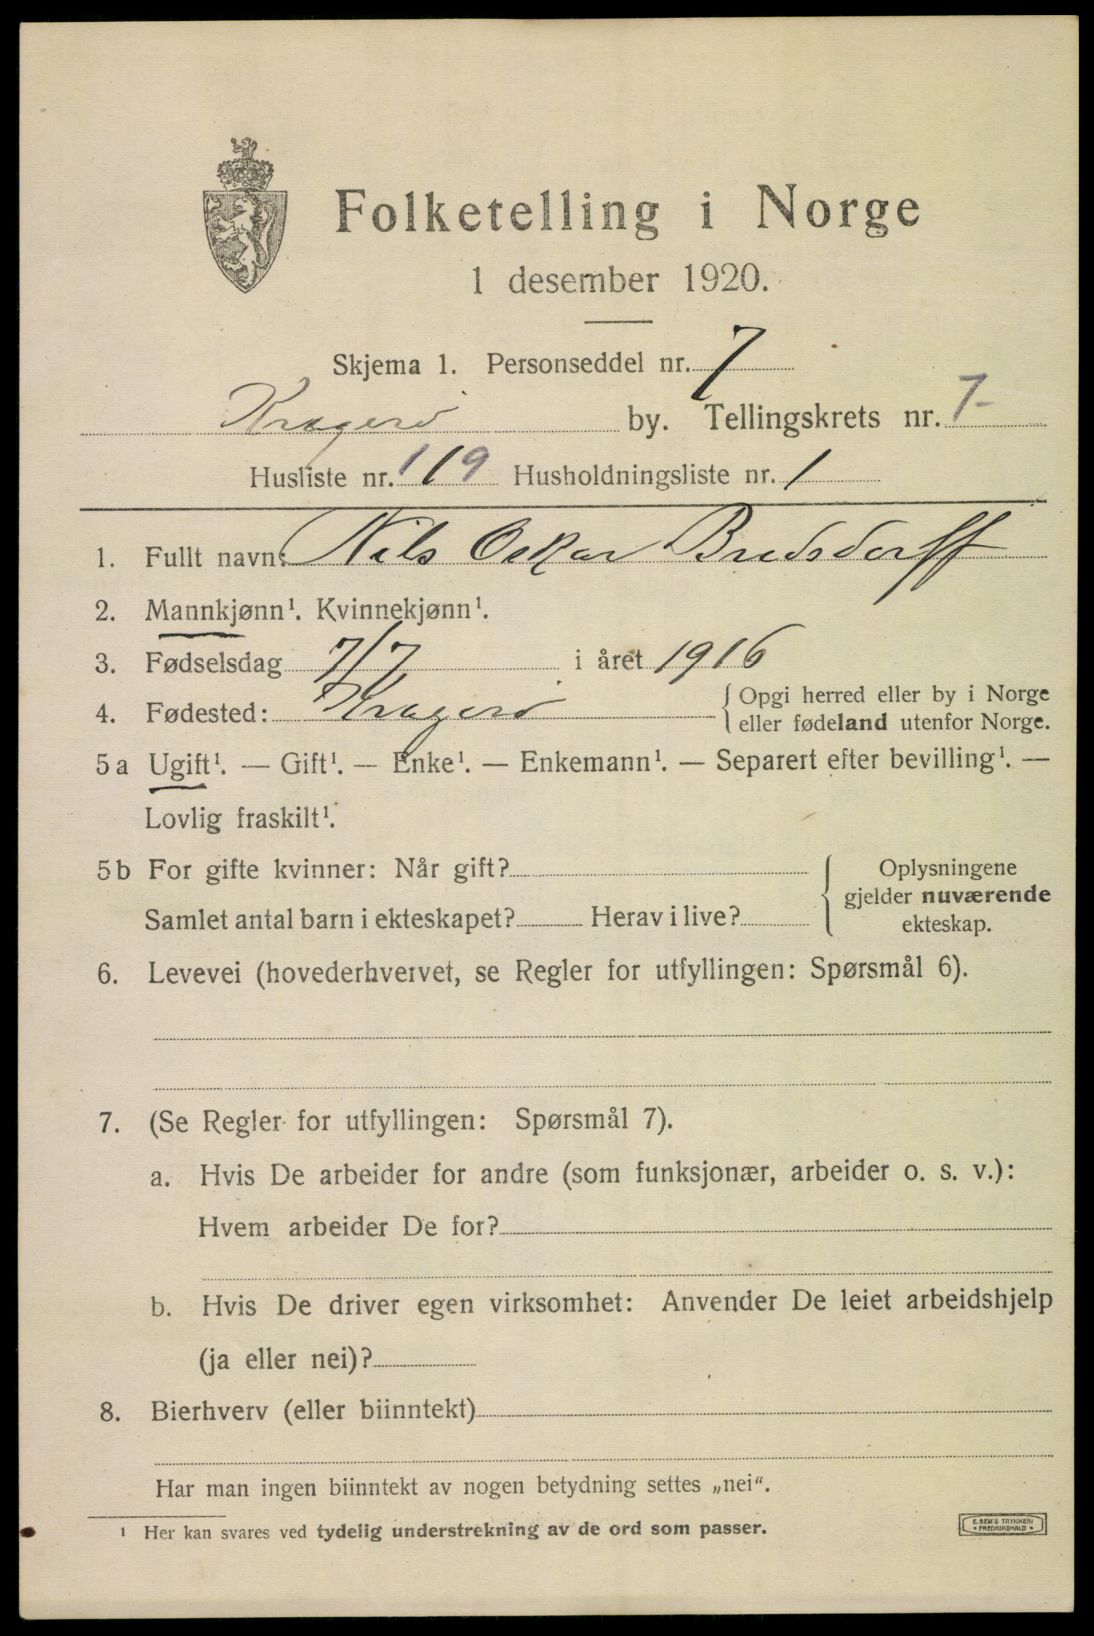 Folketelling i Norge
1 desember 1920.
Skjema 1. Personseddel nr. 7
Kragerø by. Tellingskrets nr. 7-
Husliste nr. 119 Husholdningsliste nr. 1
1. Fullt navn: Nils Oskar Bredsdorff
2. Mannkjønn¹. Kvinnekjønn¹.
3. Fødselsdag 7/7 i året 1916
4. Fødested: Kragerø { Opgi herred eller by i Norge
eller fødeland utenfor Norge.
5a Ugift¹. — Gift¹. — Enke¹. — Enkemann¹. — Separert efter bevilling¹. —
Lovlig fraskilt¹.
5b For gifte kvinner: Når gift?
Samlet antal barn i ekteskapet? Herav i live?
{ Oplysningene
gjelder nuværende
ekteskap.
6. Levevei (hovederhvervet, se Regler for utfyllingen: Spørsmål 6).
7. (Se Regler for utfyllingen: Spørsmål 7).
a. Hvis De arbeider for andre (som funksjonær, arbeider o. s. v.):
Hvem arbeider De for?
b. Hvis De driver egen virksomhet: Anvender De leiet arbeidshjelp
(ja eller nei)?
8. Bierhverv (eller biinntekt)
Har man ingen biinntekt av nogen betydning settes „nei“.
¹ Her kan svares ved tydelig understrekning av de ord som passer.
E. SEM'S TRYKKERI
* FREDRIKSHALD *